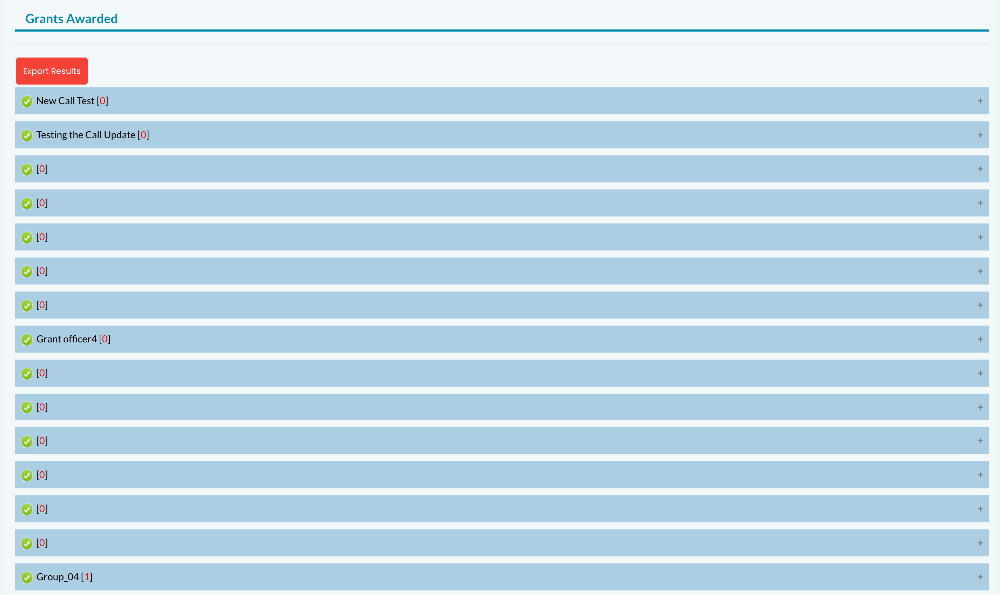 Grants Awarded
Export Results
New Call Test [0] +
Testing the Call Update [0] +
[0] +
[0] +
[0] +
[0] +
[0] +
Grant officer4 [0] +
[0] +
[0] +
[0] +
[0] +
[0] +
[0] +
Group_04 [1] +